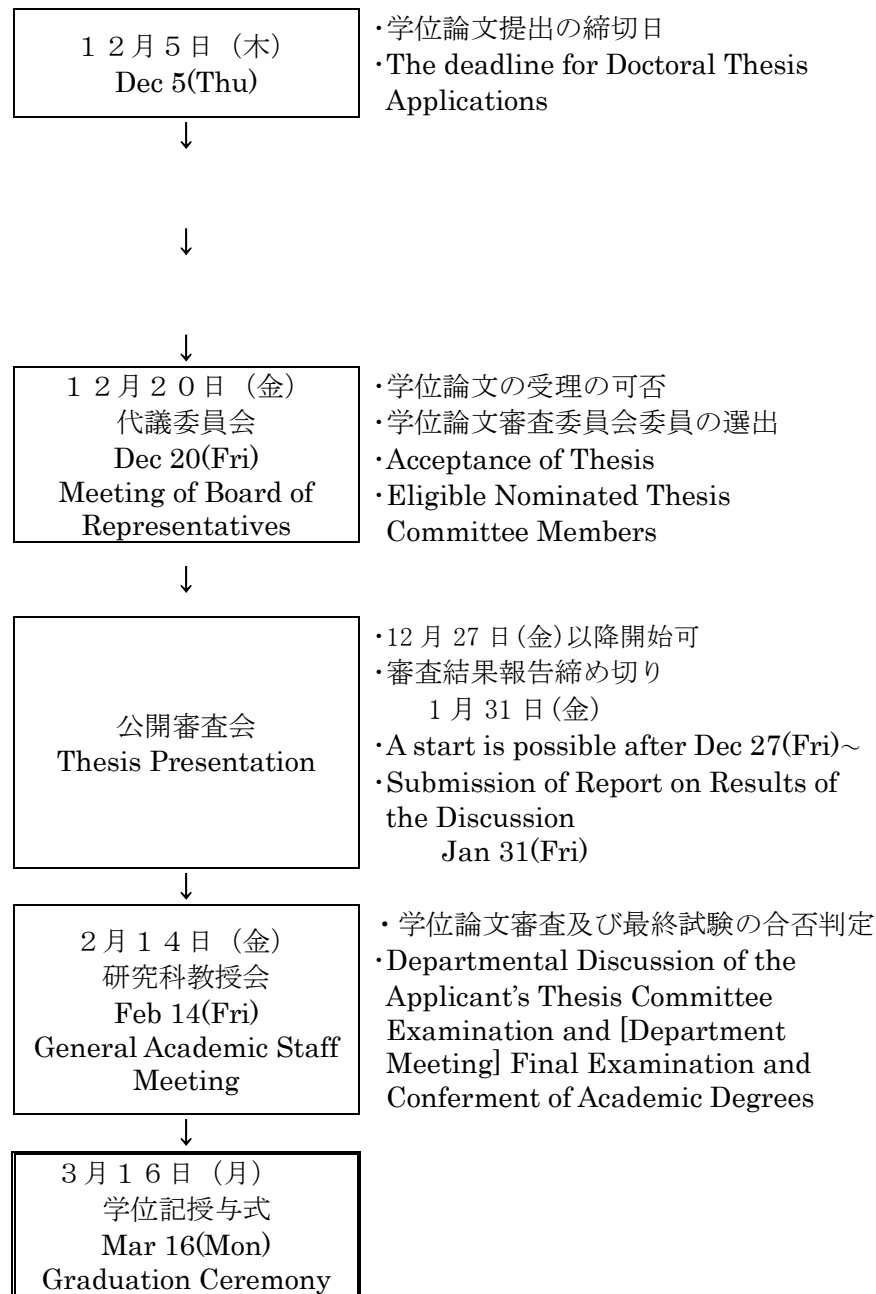 １２月５日（木）
Dec 5(Thu)
・学位論文提出の締切日
・The deadline for Doctoral Thesis
Applications
↓
↓
↓
１２月２０日（金）
代議委員会
Dec 20(Fri)
Meeting of Board of
Representatives
・学位論文の受理の可否
・学位論文審査委員会委員の選出
・Acceptance of Thesis
・Eligible Nominated Thesis
Committee Members
↓
公開審査会
Thesis Presentation
・12 月 27 日(金)以降開始可
・審査結果報告締め切り
1 月 31 日(金)
・A start is possible after Dec 27(Fri)~
・Submission of Report on Results of
the Discussion
Jan 31(Fri)
↓
２月１４日（金）
研究科教授会
Feb 14(Fri)
General Academic Staff
Meeting
・学位論文審査及び最終試験の合否判定
・Departmental Discussion of the
Applicant’s Thesis Committee
Examination and [Department
Meeting] Final Examination and
Conferment of Academic Degrees
↓
３月１６日（月）
学位記授与式
Mar 16(Mon)
Graduation Ceremony